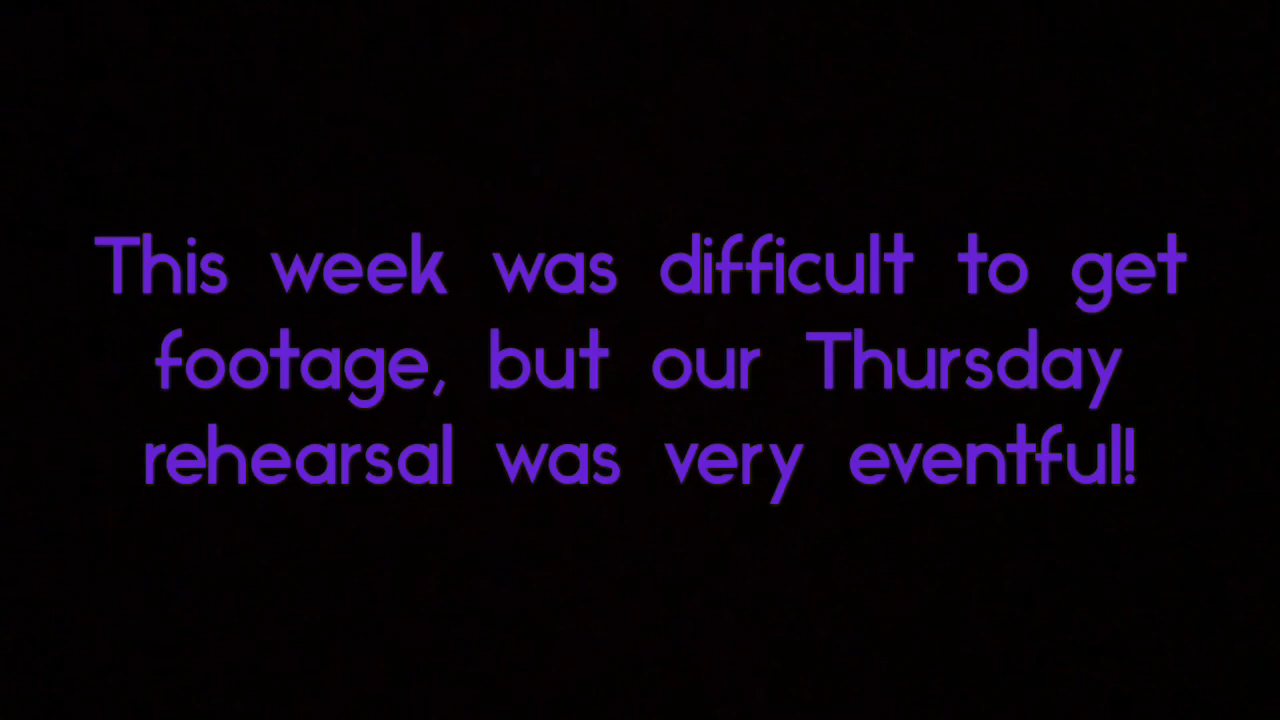 This week was difficult to get
footage, but our Thursday
rehearsal was very eventful!